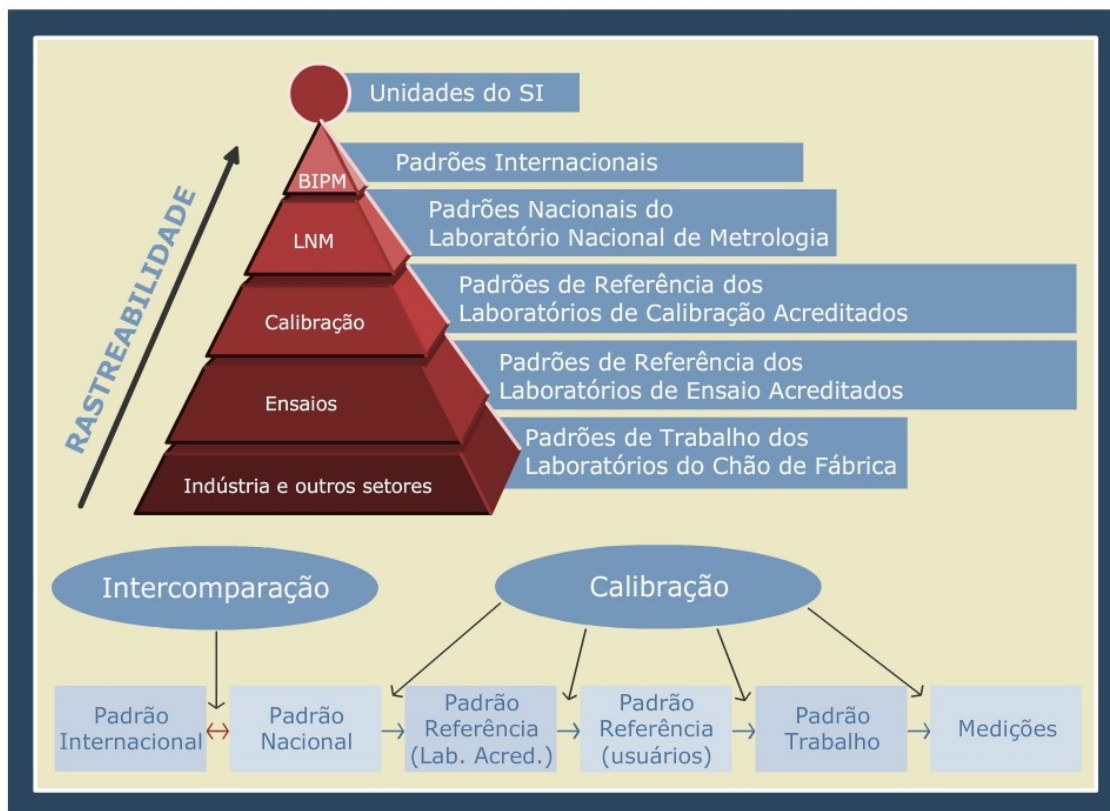 Unidades do SI
BIPM
Padrões Internacionais
LNM
Padrões Nacionais do
Laboratório Nacional de Metrologia
Calibração
Padrões de Referência dos
Laboratórios de Calibração Acreditados
Ensaios
Padrões de Referência dos
Laboratórios de Ensaio Acreditados
Indústria e outros setores
Padrões de Trabalho dos
Laboratórios do Chão de Fábrica
RASTREABILIDADE
Intercomparação
Calibração
Padrão
Internacional
Padrão
Nacional
Padrão
Referência
(Lab. Acred.)
Padrão
Referência
(usuários)
Padrão
Trabalho
Medições